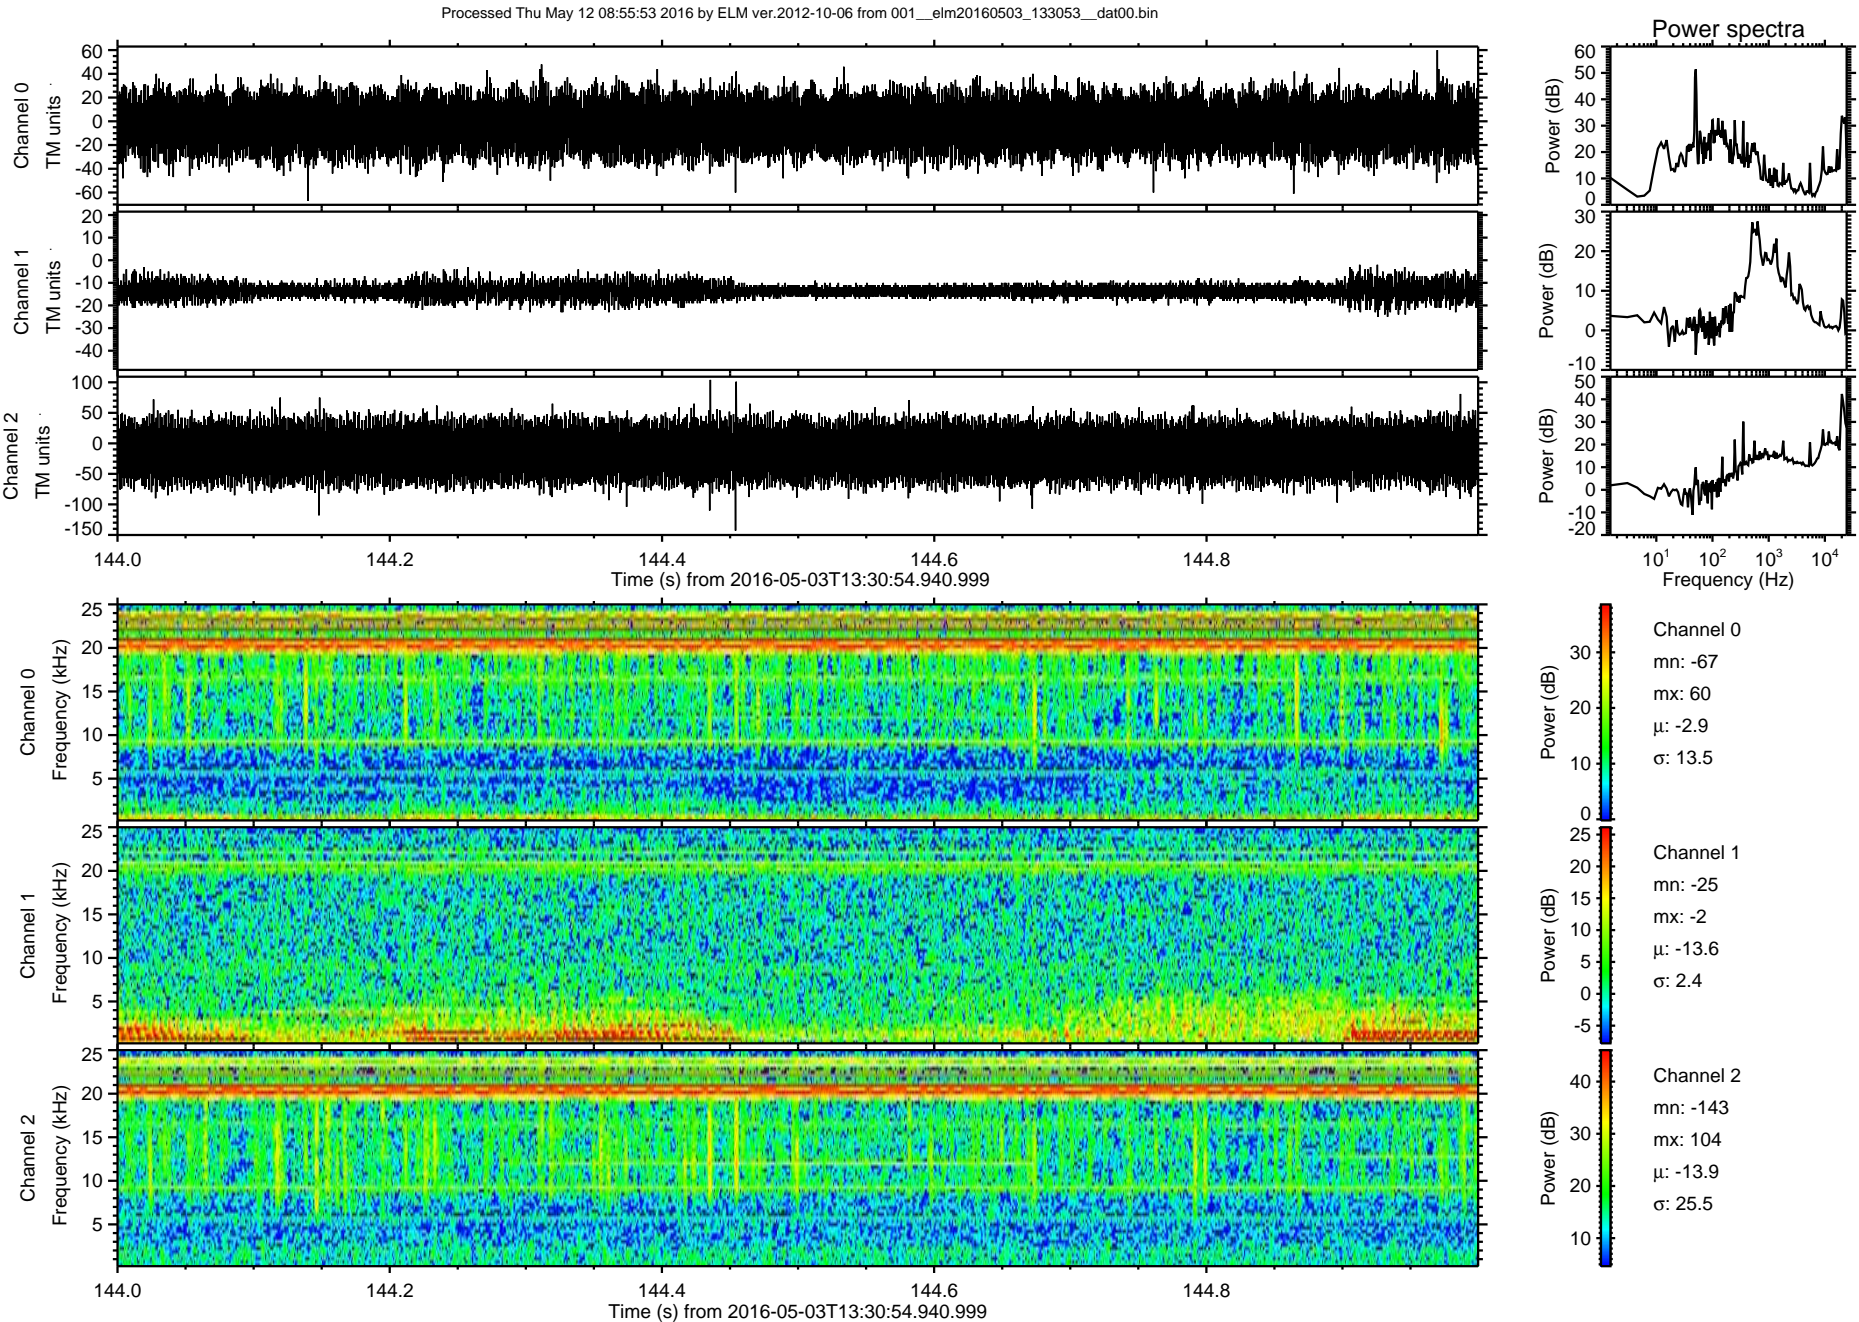 Processed Thu May 12 08:55:53 2016 by ELM ver.2012-10-06 from 001__elm20160503_133053__dat00.bin
Power spectra
Channel 0
TM units
60
40
20
0
-20
-40
-60
Power (dB)
60
50
40
30
20
10
0
Channel 1
TM units
20
10
0
-10
-20
-30
-40
Power (dB)
30
20
10
0
-10
Channel 2
TM units
100
50
0
-50
-100
-150
Power (dB)
50
40
30
20
10
0
-10
-20
144.0 144.2 144.4 144.6 144.8
Time (s) from 2016-05-03T13:30:54.940.999
10¹ 10² 10³ 10⁴
Frequency (Hz)
Channel 0
Frequency (kHz)
25
20
15
10
5
Power (dB)
30
20
10
0
Channel 0
mn: -67
mx: 60
μ: -2.9
σ: 13.5
Channel 1
Frequency (kHz)
25
20
15
10
5
Power (dB)
25
20
15
10
5
0
-5
Channel 1
mn: -25
mx: -2
μ: -13.6
σ: 2.4
Channel 2
Frequency (kHz)
25
20
15
10
5
Power (dB)
40
30
20
10
Channel 2
mn: -143
mx: 104
μ: -13.9
σ: 25.5
144.0 144.2 144.4 144.6 144.8
Time (s) from 2016-05-03T13:30:54.940.999